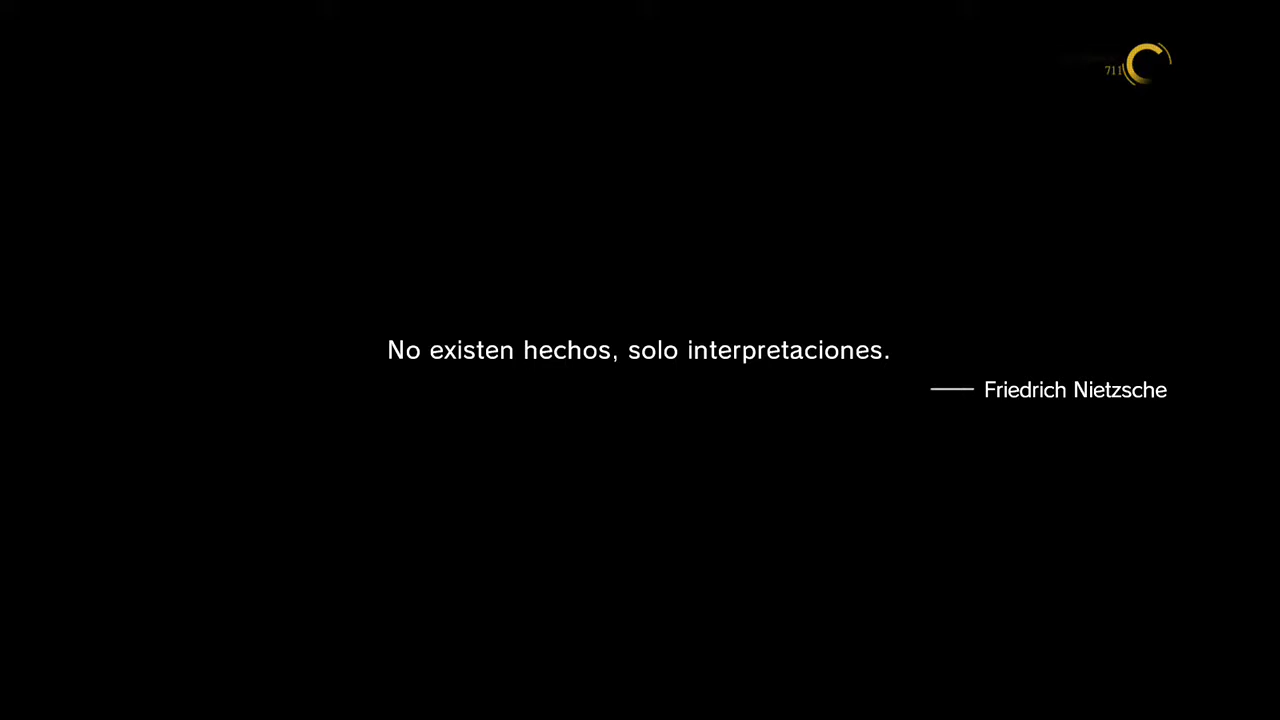 711
No existen hechos, solo interpretaciones.
—— Friedrich Nietzsche